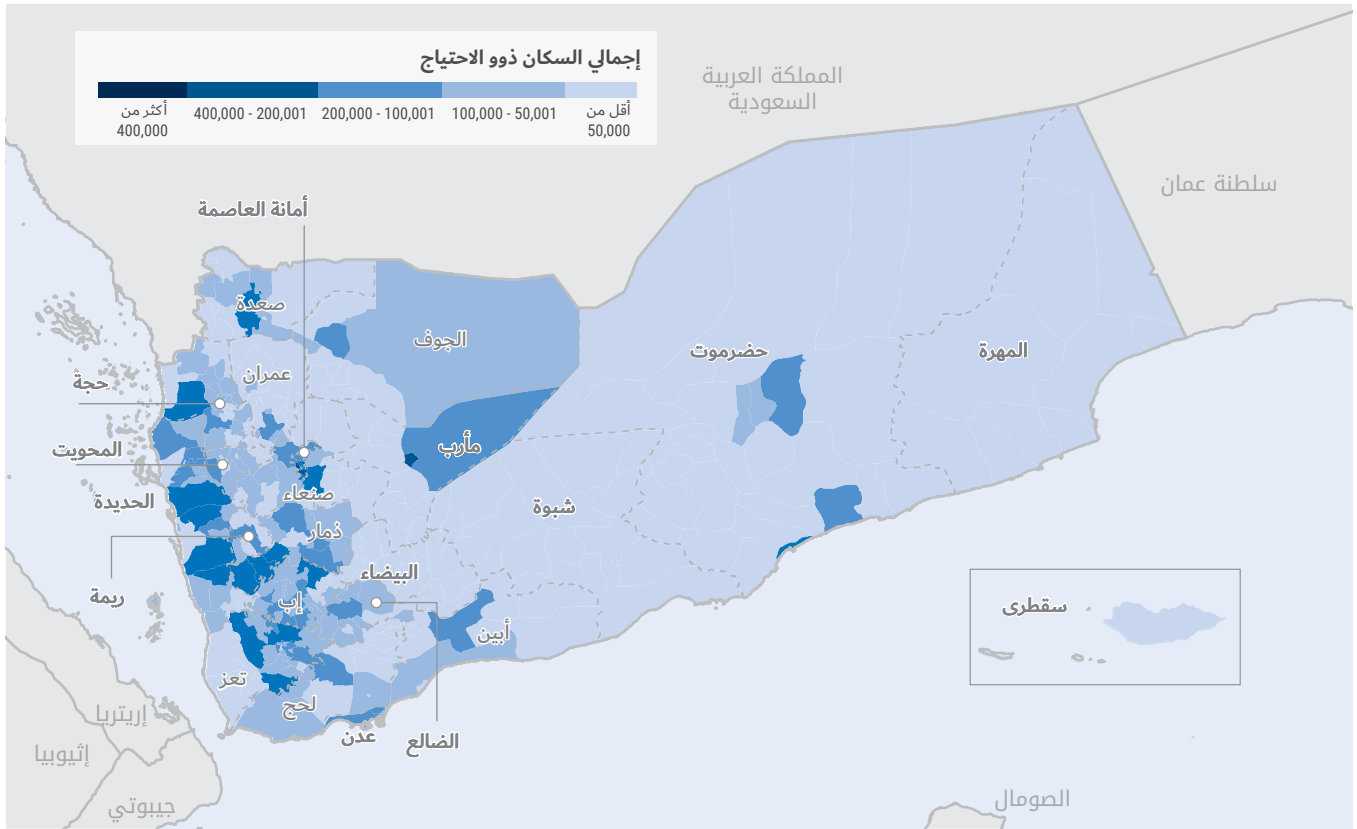 إجمالي السكان ذوو الاحتياج
أقل من
50,000
50,001 - 100,000
100,001 - 200,000
200,001 - 400,000
أكثر من
400,000
المملكة العربية
السعودية
سلطنة عمان
أمانة العاصمة
صعدة
الجوف
عمران
حجة
حضرموت
المهرة
مأرب
المحويت
صنعاء
الحديدة
شبوة
ذمار
البيضاء
ريمة
إب
سقطرى
أبين
تعز
لحج
عدن
الضالع
إريتريا
إثيوبيا
جيبوتي
الصومال